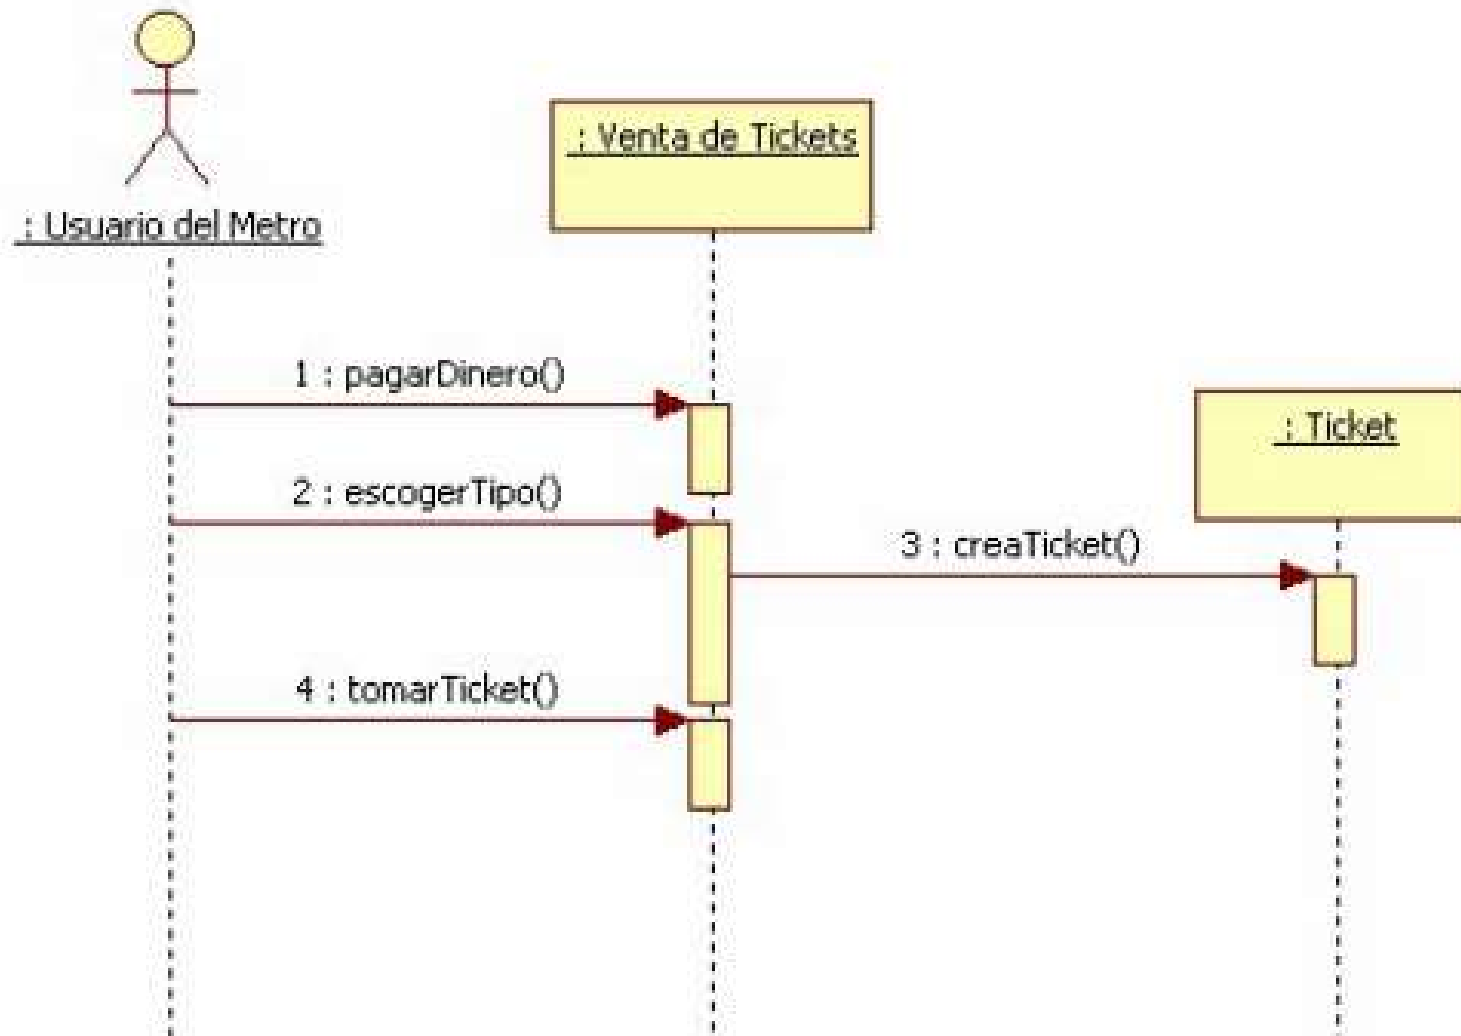 : Usuario del Metro
: Venta de Tickets
1 : pagarDinero()
: Ticket
2 : escogerTipo()
3 : creaTicket()
4 : tomarTicket()